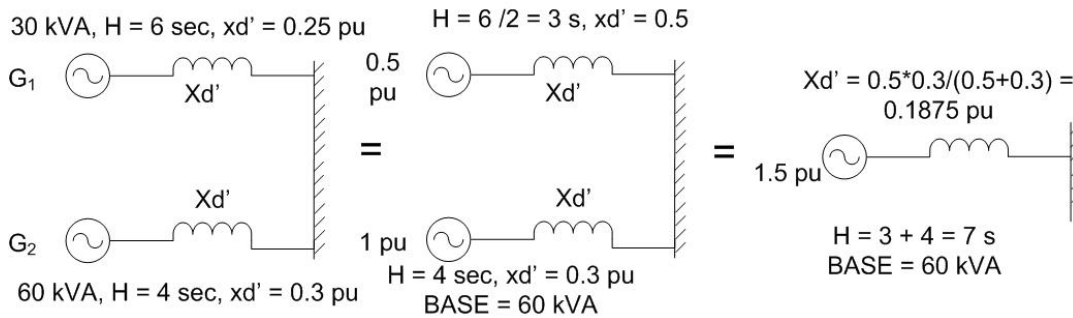 30 kVA, H = 6 sec, xd' = 0.25 pu
G1
Xd'
Xd'
G2
60 kVA, H = 4 sec, xd' = 0.3 pu
=
H = 6 /2 = 3 s, xd' = 0.5
0.5
pu
Xd'
Xd'
1 pu
H = 4 sec, xd' = 0.3 pu
BASE = 60 kVA
=
Xd' = 0.5*0.3/(0.5+0.3) =
0.1875 pu
1.5 pu
H = 3 + 4 = 7 s
BASE = 60 kVA